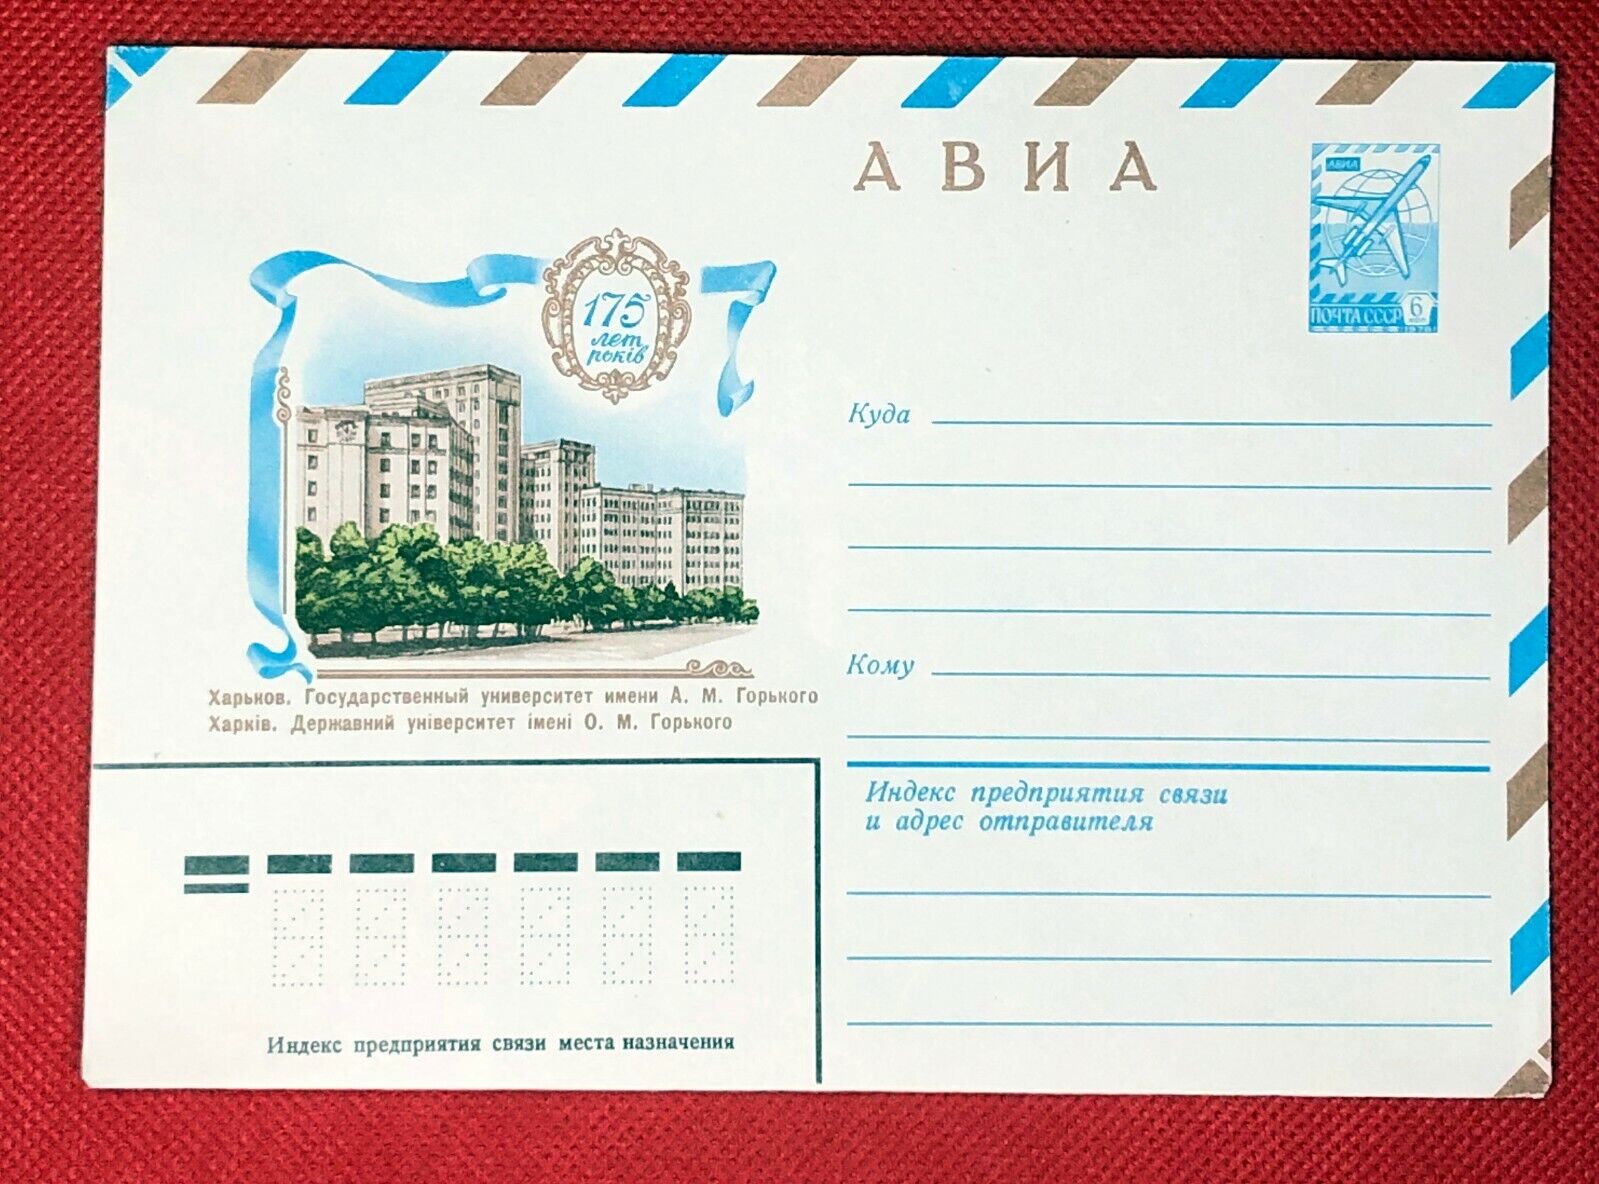 АВИА
АВИА
6
коп
ПОЧТА СССР
1978
175
лет
років
Харьков. Государственный университет имени А. М. Горького
Харків. Державний університет імені О. М. Горького
Куда
Кому
Индекс предприятия связи
и адрес отправителя
Индекс предприятия связи места назначения